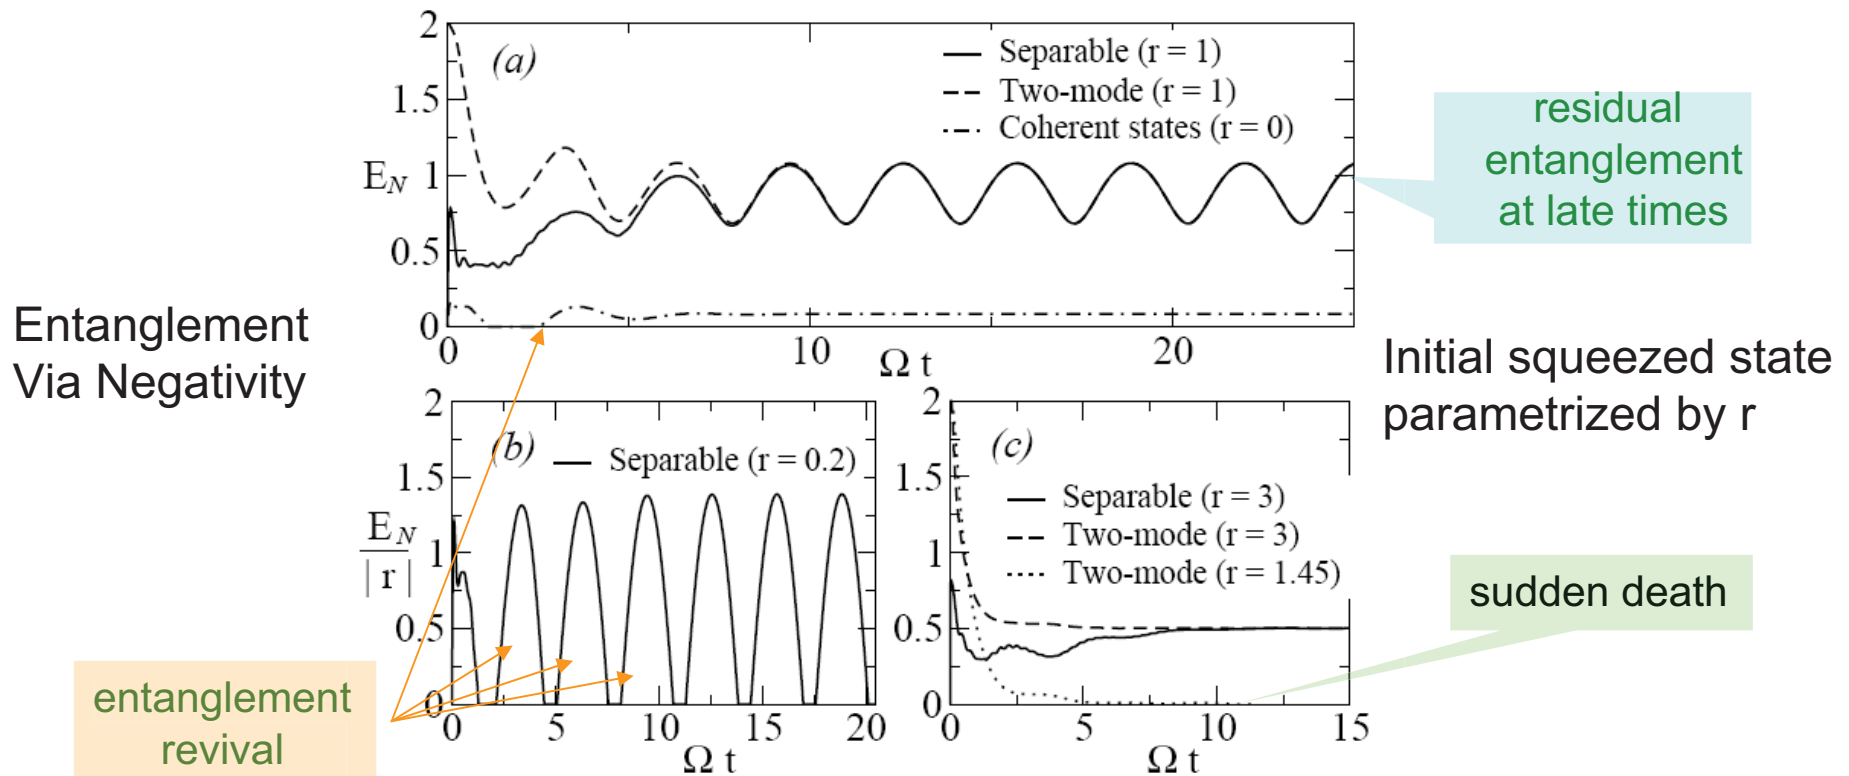 2
1.5
E_N 1
0.5
0
(a)
Separable (r = 1)
Two-mode (r = 1)
Coherent states (r = 0)
0 10 20
Ω t
residual
entanglement
at late times
Entanglement
Via Negativity
Initial squeezed state
parametrized by r
2
1.5
E_N
| r |
1
0.5
0
(b)
Separable (r = 0.2)
0 5 10 15 20
Ω t
2
1.5
1
0.5
0
(c)
Separable (r = 3)
Two-mode (r = 3)
Two-mode (r = 1.45)
0 5 10 15
Ω t
sudden death
entanglement
revival